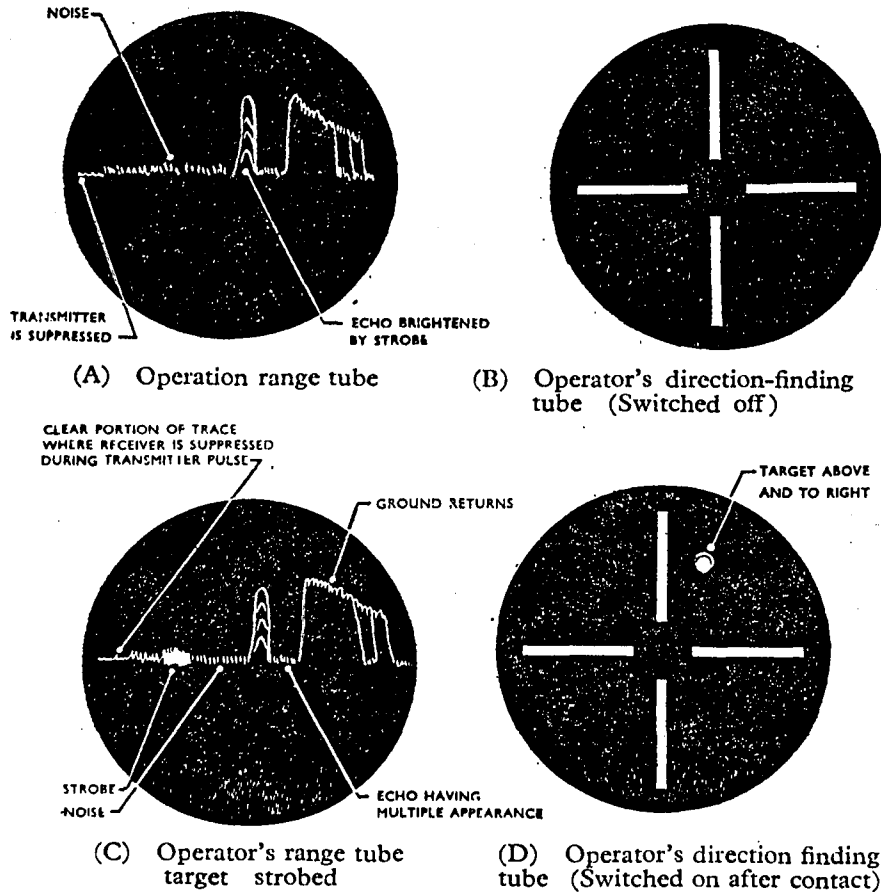 NOISE
TRANSMITTER
IS SUPPRESSED
ECHO BRIGHTENED
BY STROBE
(A) Operation range tube
(B) Operator's direction-finding
tube (Switched off)
CLEAR PORTION OF TRACE
WHERE RECEIVER IS SUPPRESSED
DURING TRANSMITTER PULSE
GROUND RETURNS
TARGET ABOVE
AND TO RIGHT
STROBE
NOISE
ECHO HAVING
MULTIPLE APPEARANCE
(C) Operator's range tube
target strobed
(D) Operator's direction finding
tube (Switched on after contact)